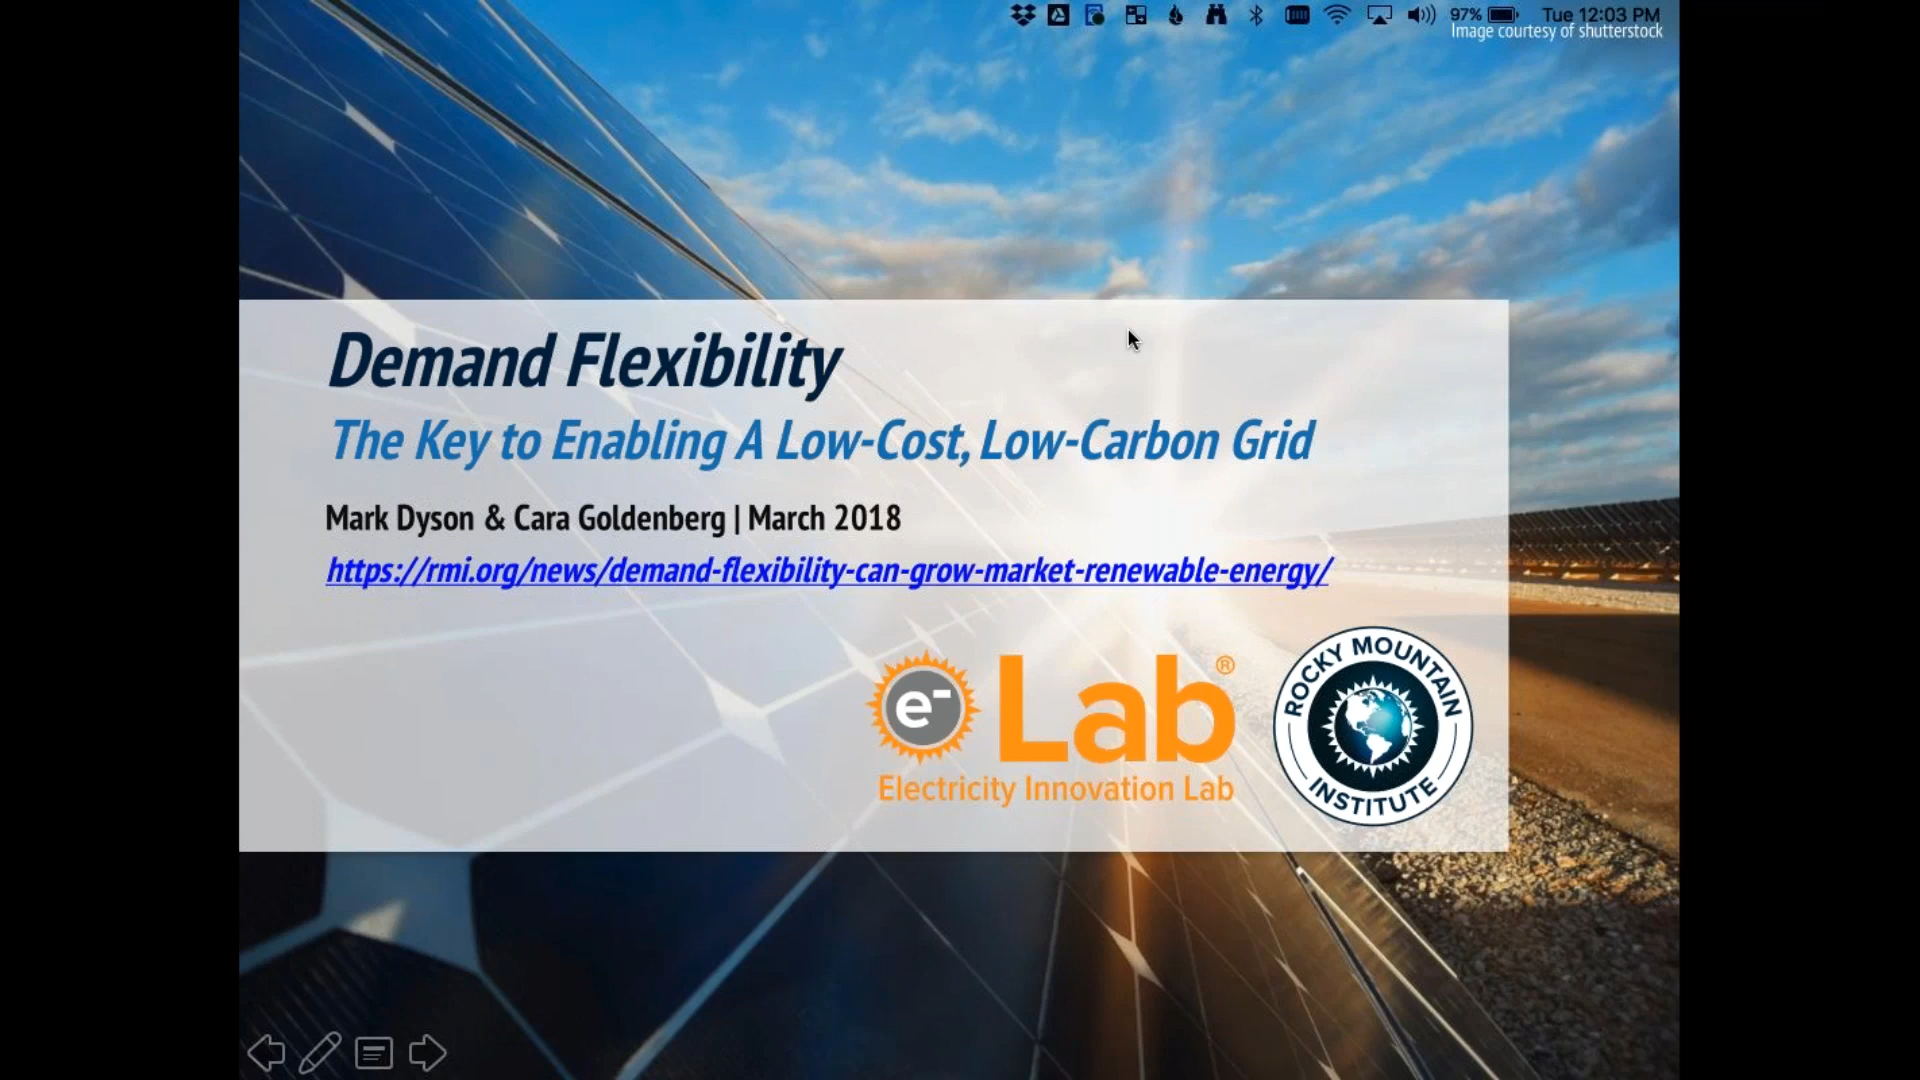 97% Tue 12:03 PM
Image courtesy of shutterstock
Demand Flexibility
The Key to Enabling A Low-Cost, Low-Carbon Grid
Mark Dyson & Cara Goldenberg | March 2018
https://rmi.org/news/demand-flexibility-can-grow-market-renewable-energy/
e- Lab®
Electricity Innovation Lab
ROCKY MOUNTAIN
INSTITUTE